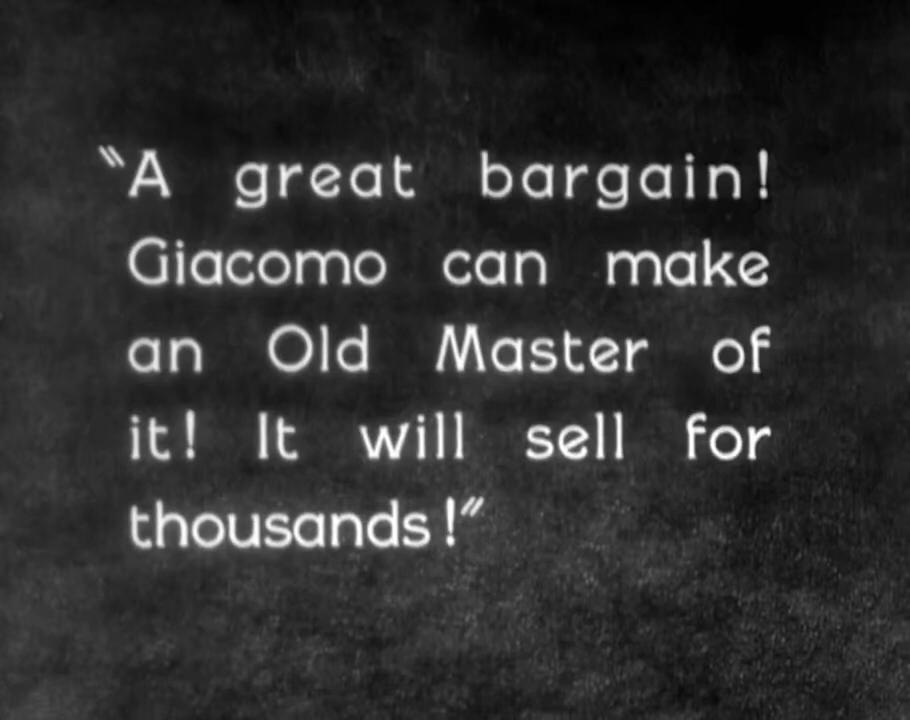 "A great bargain!
Giacomo can make
an Old Master of
it! It will sell for
thousands!"